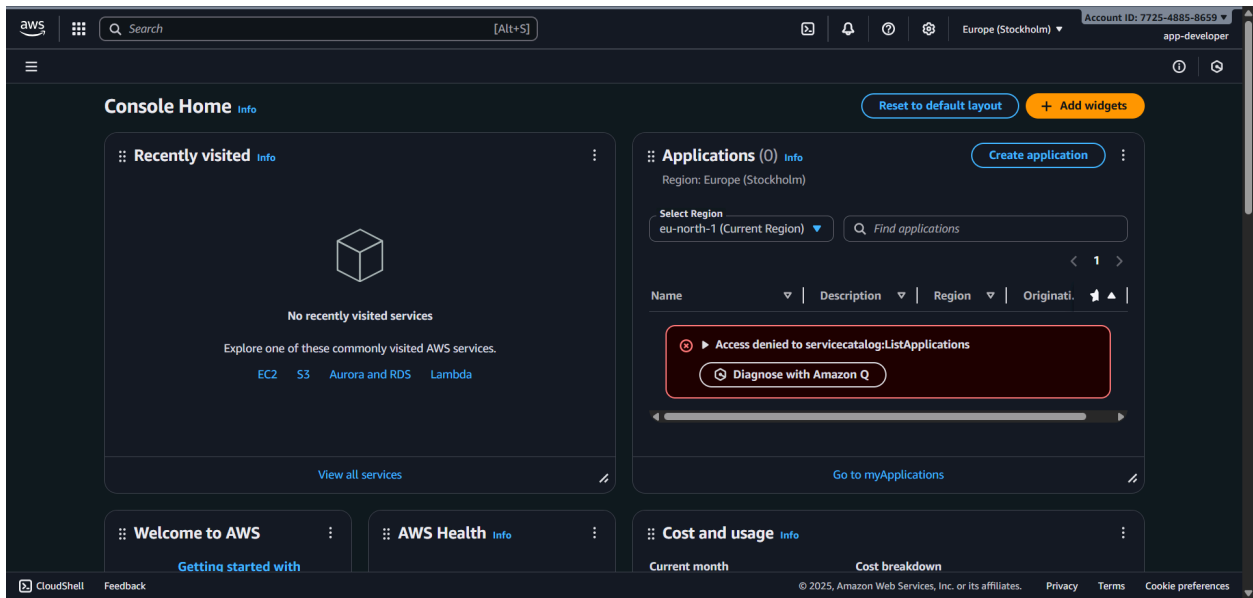 aws
Search [Alt+S]
Europe (Stockholm) ▼
Account ID: 7725-4885-8659 ▼
app-developer
Console Home Info
Reset to default layout
+ Add widgets
Recently visited Info
No recently visited services
Explore one of these commonly visited AWS services.
EC2 S3 Aurora and RDS Lambda
View all services
Applications (0) Info
Create application
Region: Europe (Stockholm)
Select Region
eu-north-1 (Current Region)
Find applications
1
Name Description Region Originati.
Access denied to servicecatalog:ListApplications
Diagnose with Amazon Q
Go to myApplications
Welcome to AWS
Getting started with
AWS Health Info
Cost and usage Info
Current month Cost breakdown
CloudShell Feedback © 2025, Amazon Web Services, Inc. or its affiliates. Privacy Terms Cookie preferences